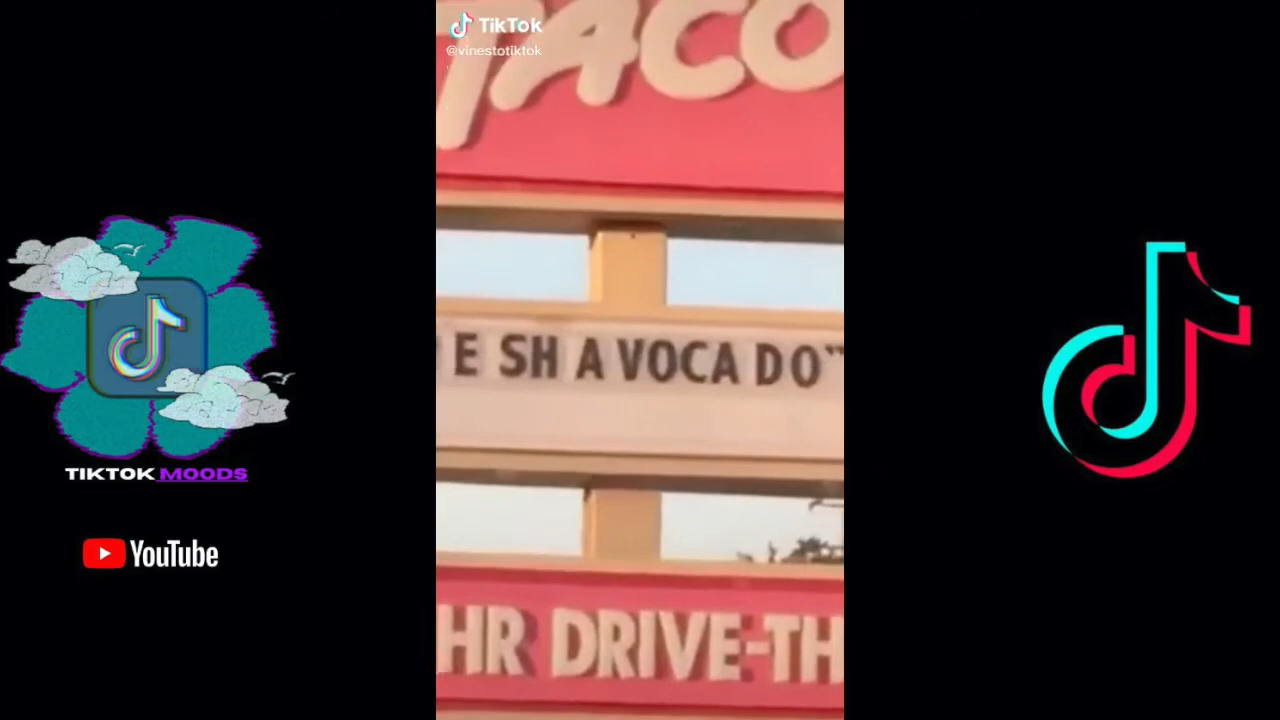 TikTok
@vinestotiktok
TACO
E SH A VOCA DO"
HR DRIVE-TH
TIKTOK MOODS
YouTube